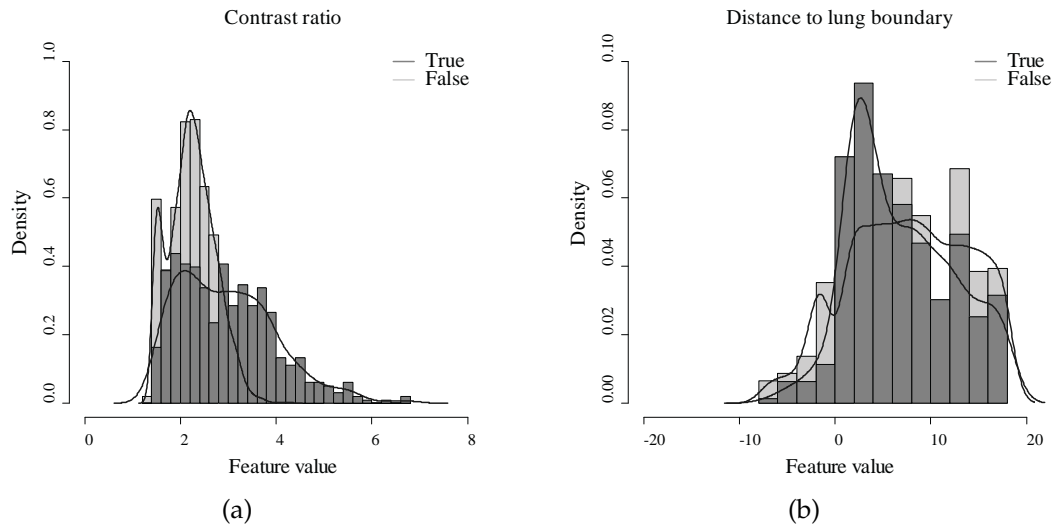 Contrast ratio
True
False
1.0
0.8
0.6
0.4
0.2
0.0
Density
0 2 4 6 8
Feature value
(a)
Distance to lung boundary
True
False
0.10
0.08
0.06
0.04
0.02
0.00
Density
-20 -10 0 10 20
Feature value
(b)